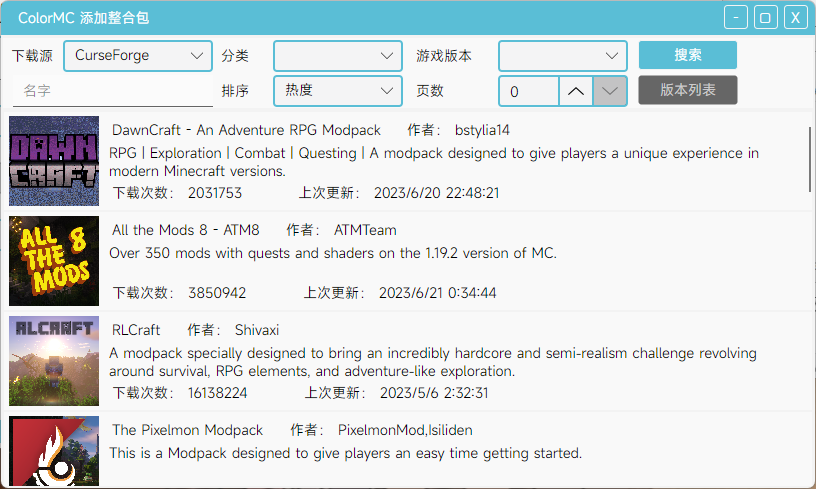 ColorMC 添加整合包
下载源 CurseForge 分类 游戏版本 搜索
名字 排序 热度 页数 0 版本列表
DAWN CRAFT
DawnCraft - An Adventure RPG Modpack 作者： bstylia14
RPG | Exploration | Combat | Questing | A modpack designed to give players a unique experience in
modern Minecraft versions.
下载次数： 2031753 上次更新： 2023/6/20 22:48:21
ALL THE 8 MODS
All the Mods 8 - ATM8 作者： ATMTeam
Over 350 mods with quests and shaders on the 1.19.2 version of MC.
下载次数： 3850942 上次更新： 2023/6/21 0:34:44
RLCRAFT
RLCraft 作者： Shivaxi
A modpack specially designed to bring an incredibly hardcore and semi-realism challenge revolving
around survival, RPG elements, and adventure-like exploration.
下载次数： 16138224 上次更新： 2023/5/6 2:32:31
The Pixelmon Modpack 作者： PixelmonMod,Isiliden
This is a Modpack designed to give players an easy time getting started.